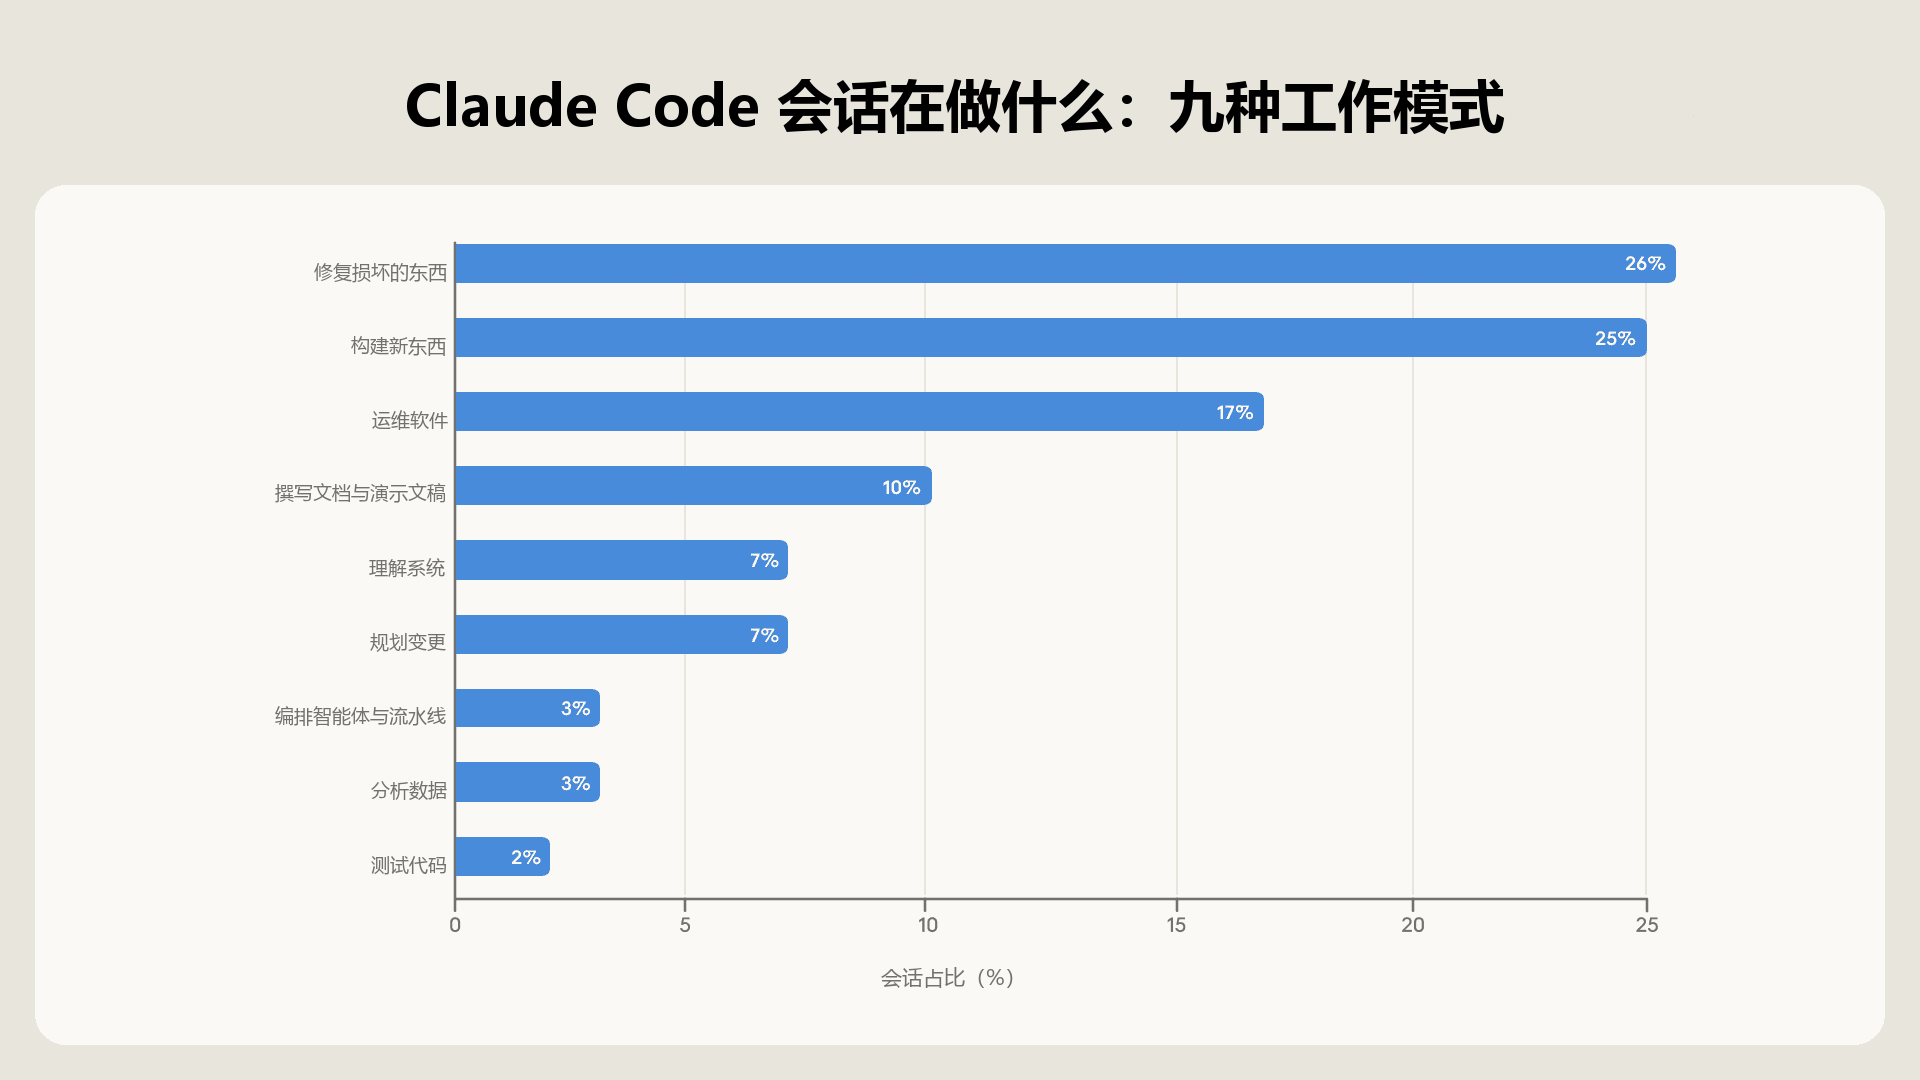 Claude Code 会话在做什么：九种工作模式
修复损坏的东西 26%
构建新东西 25%
运维软件 17%
撰写文档与演示文稿 10%
理解系统 7%
规划变更 7%
编排智能体与流水线 3%
分析数据 3%
测试代码 2%
0 5 10 15 20 25
会话占比（%）